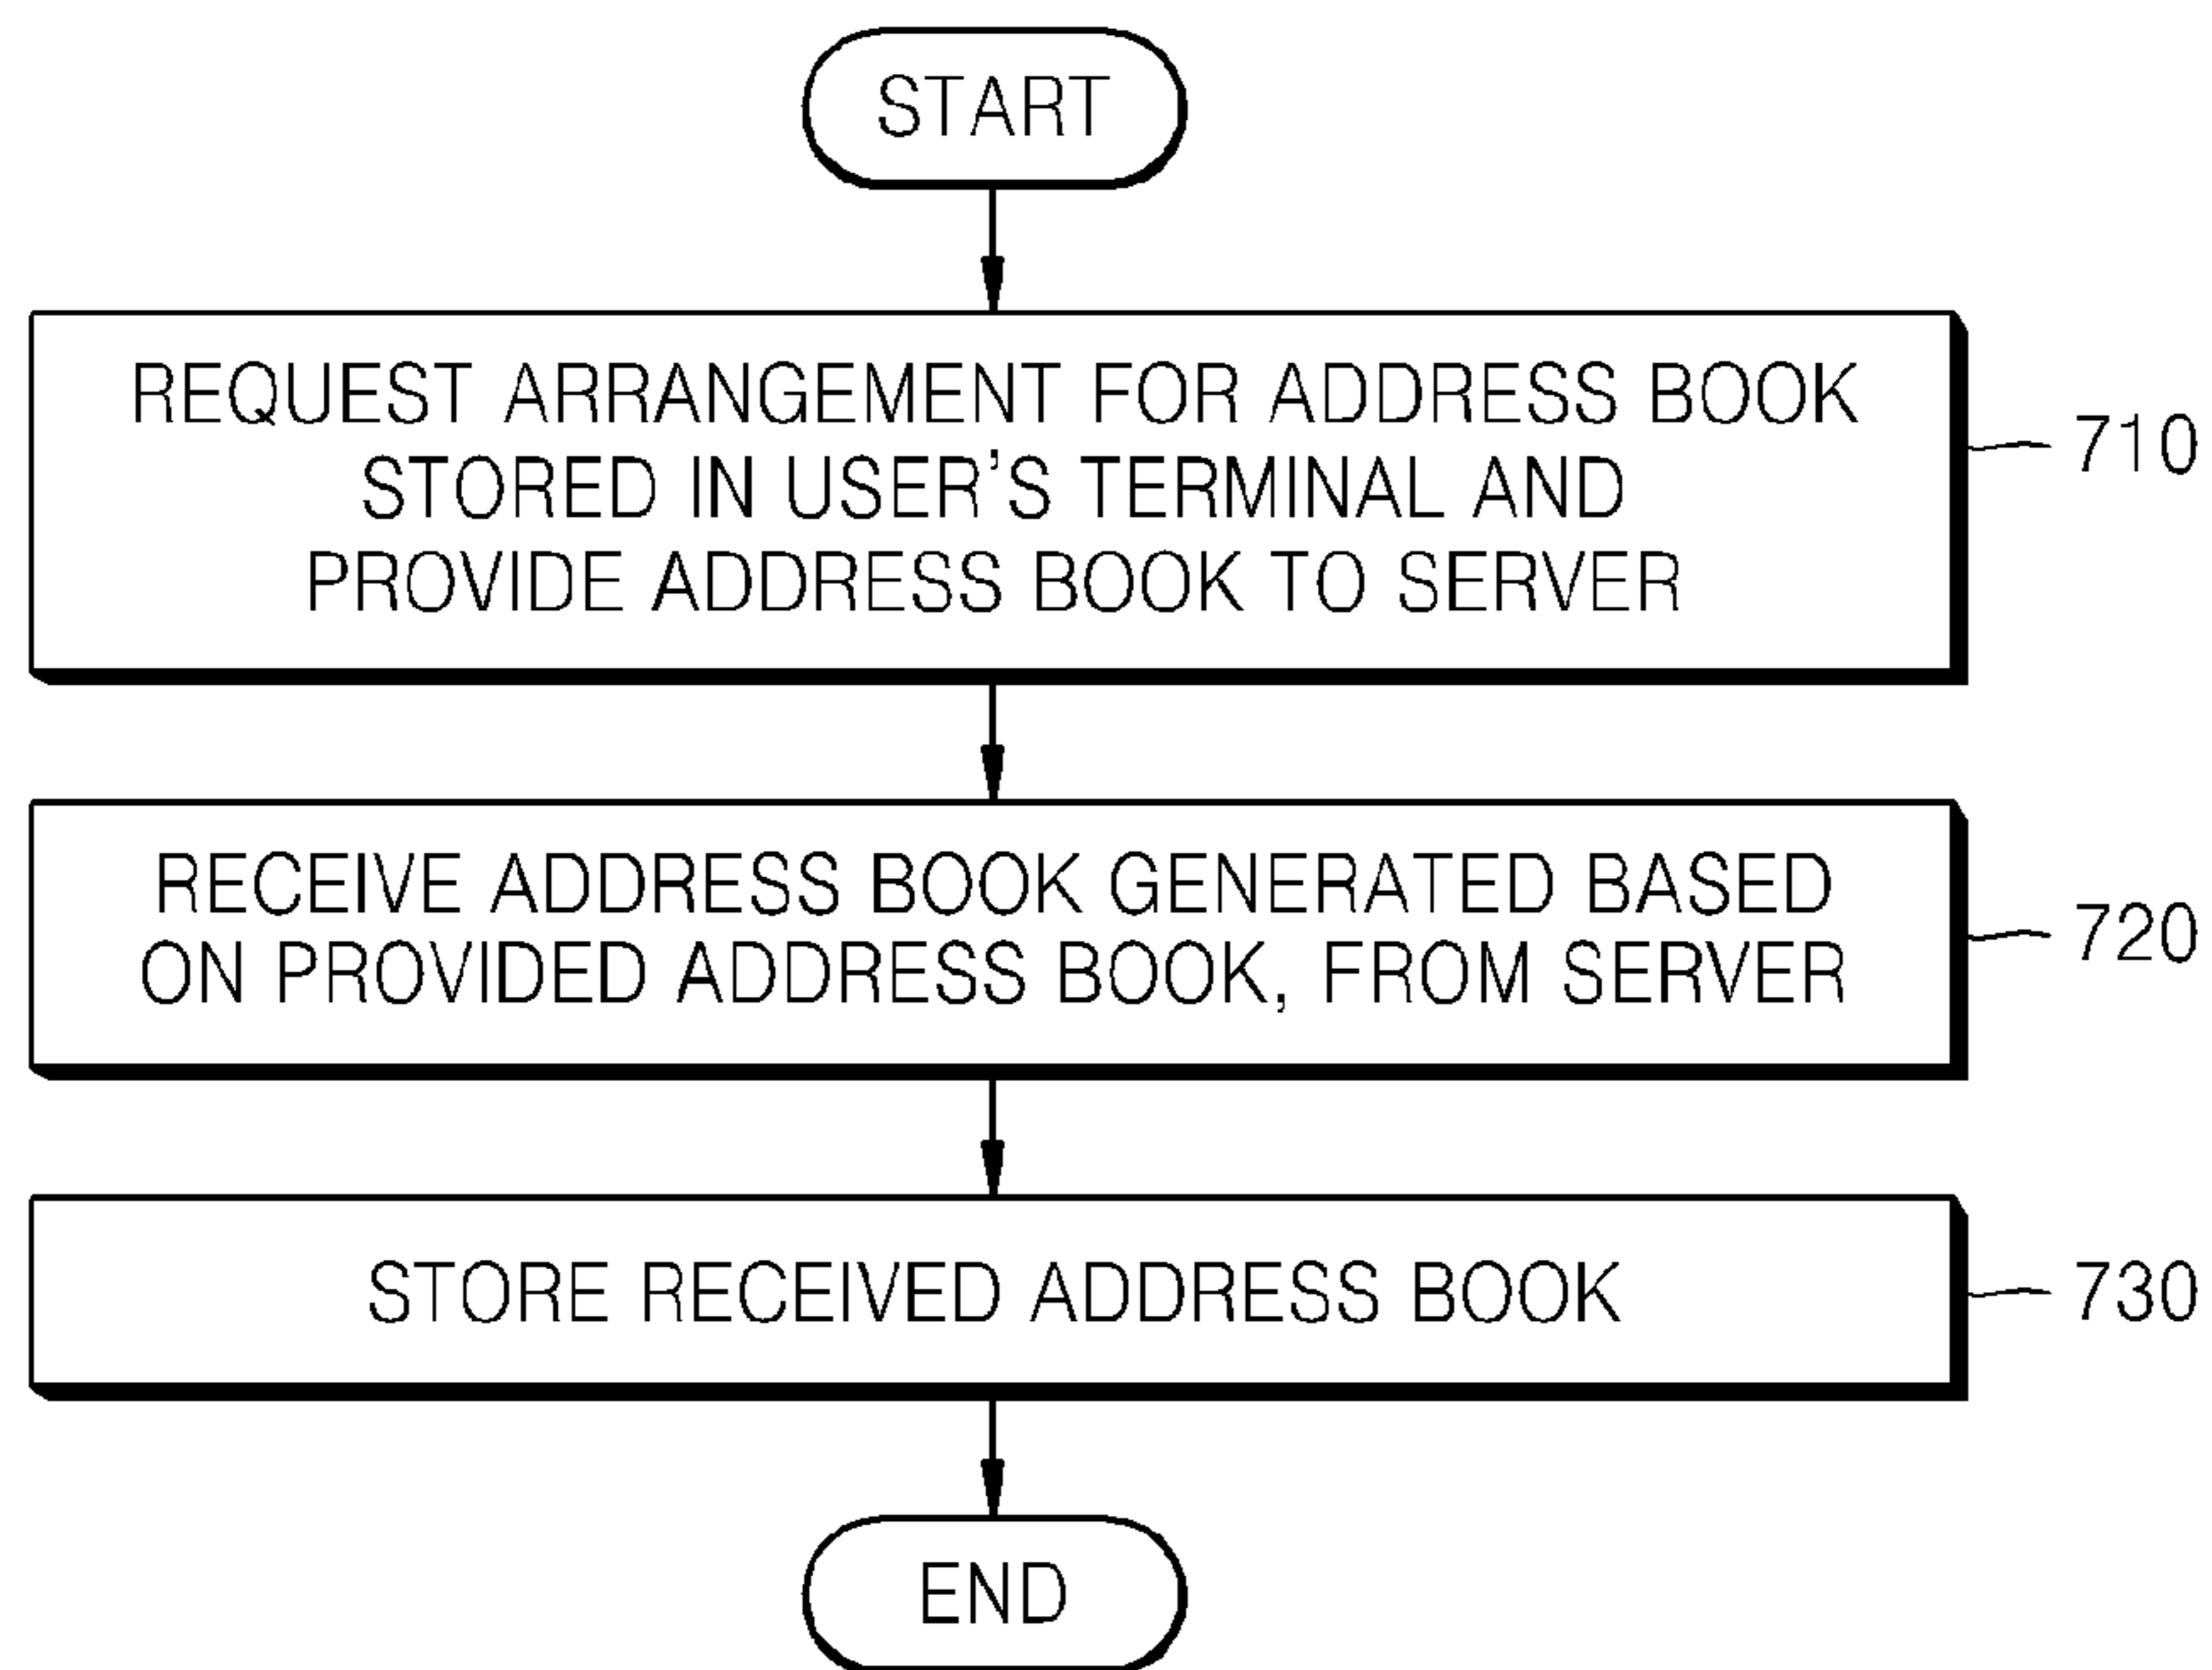 START
REQUEST ARRANGEMENT FOR ADDRESS BOOK
STORED IN USER'S TERMINAL AND
PROVIDE ADDRESS BOOK TO SERVER
710
RECEIVE ADDRESS BOOK GENERATED BASED
ON PROVIDED ADDRESS BOOK, FROM SERVER
720
STORE RECEIVED ADDRESS BOOK
730
END